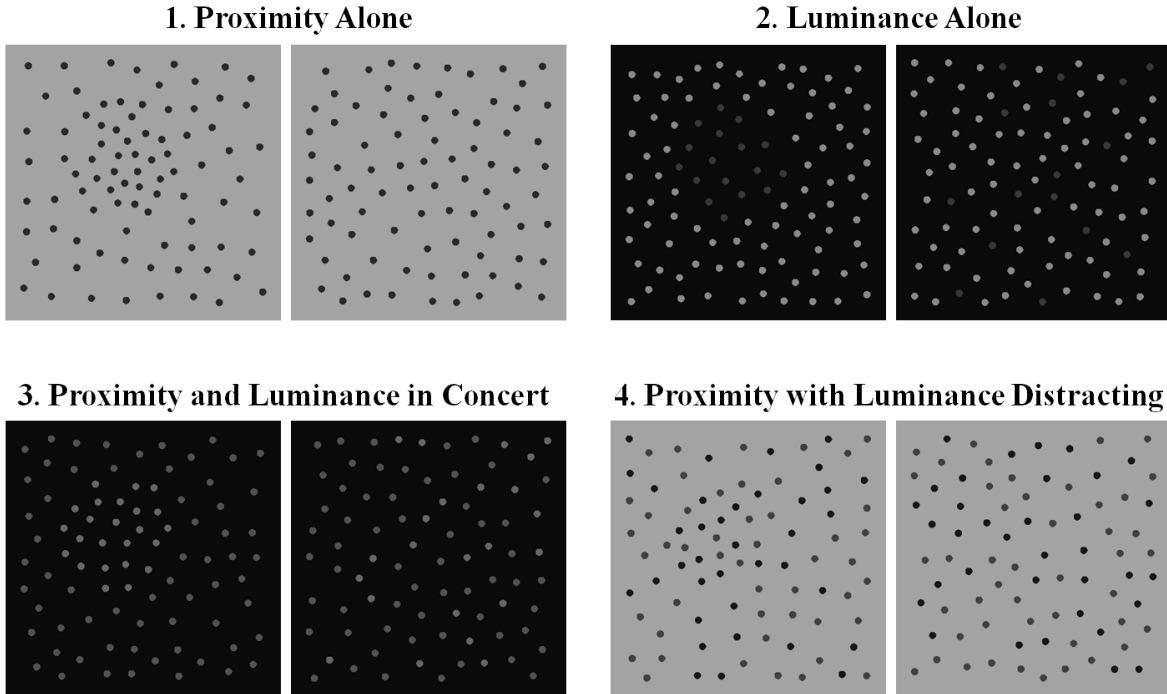 1. Proximity Alone
2. Luminance Alone
3. Proximity and Luminance in Concert
4. Proximity with Luminance Distracting